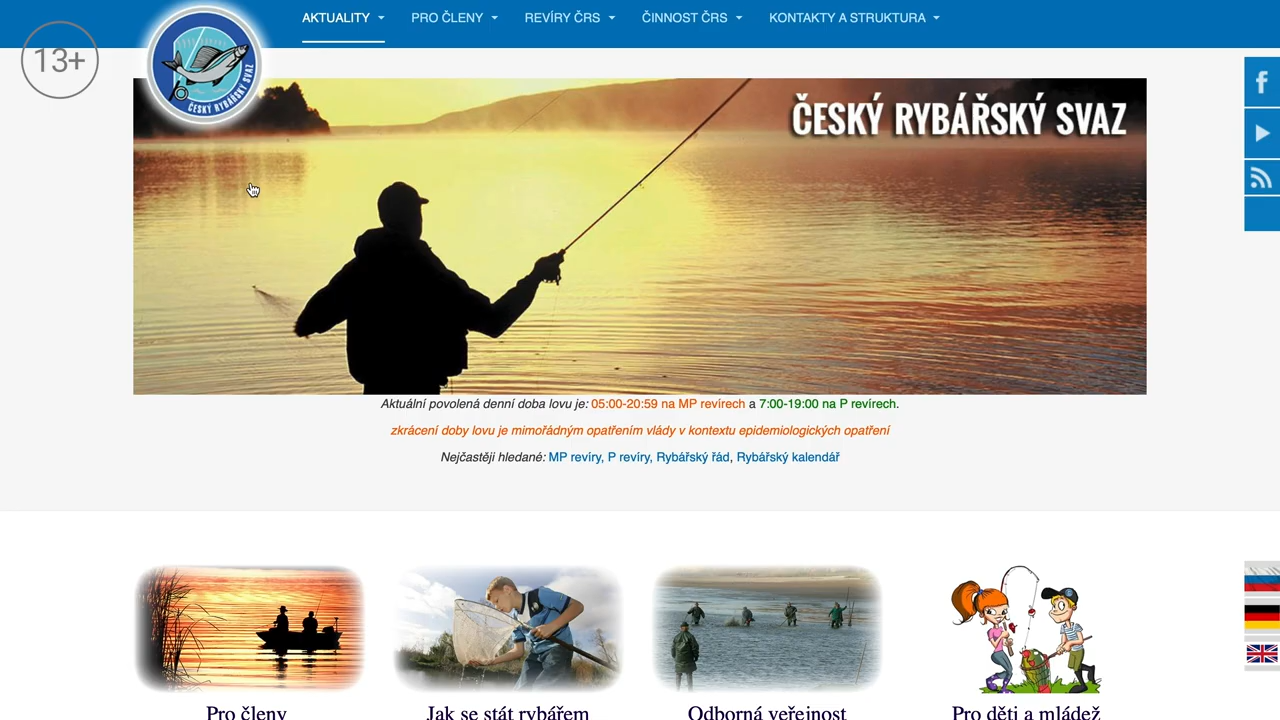 AKTUALITY PRO ČLENY REVÍRY ČRS ČINNOST ČRS KONTAKTY A STRUKTURA
13+
ČESKÝ RYBÁŘSKÝ SVAZ
ČESKÝ RYBÁŘSKÝ SVAZ
Aktuální povolená denní doba lovu je: 05:00-20:59 na MP revírech a 7:00-19:00 na P revírech.
zkrácení doby lovu je mimořádným opatřením vlády v kontextu epidemiologických opatření
Nejčastěji hledané: MP revíry, P revíry, Rybářský řád, Rybářský kalendář
Pro členy Jak se stát rybářem Odborná veřejnost Pro děti a mládež